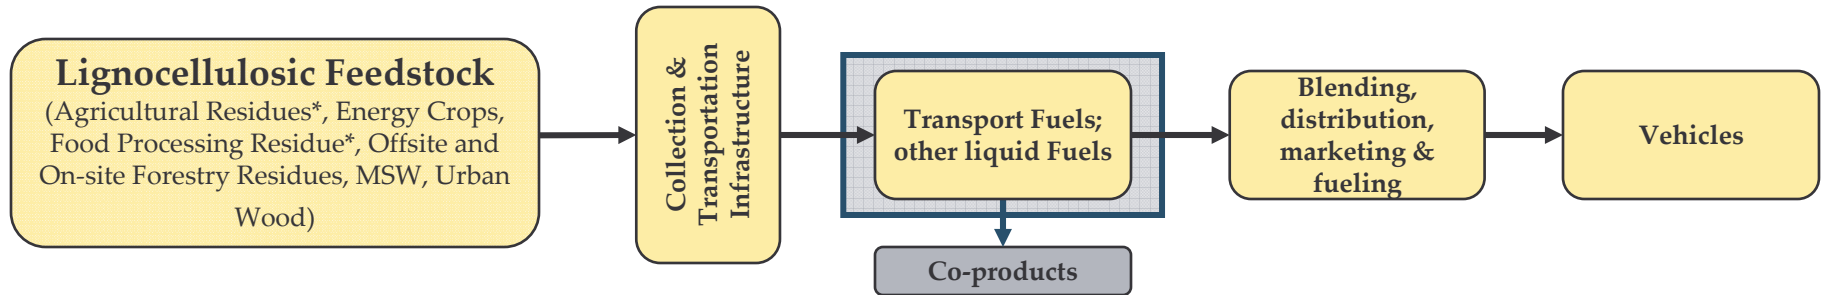 Lignocellulosic Feedstock
(Agricultural Residues*, Energy Crops,
Food Processing Residue*, Offsite and
On-site Forestry Residues, MSW, Urban
Wood)
Collection &
Transportation
Infrastructure
Transport Fuels;
other liquid Fuels
Co-products
Blending,
distribution,
marketing &
fueling
Vehicles